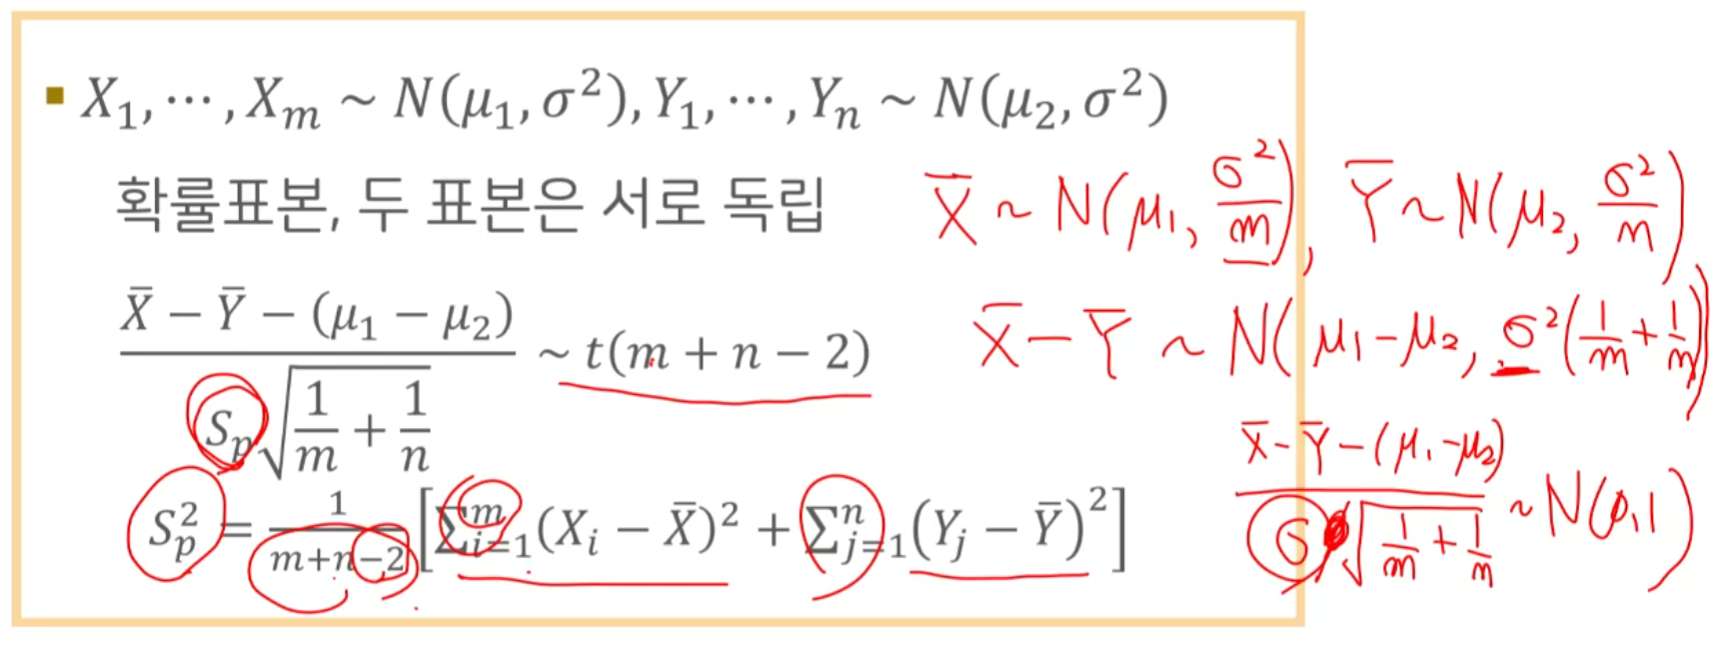 ▪ X₁, ⋯ , Xₘ ~ N(μ₁, σ²), Y₁, ⋯ , Yₙ ~ N(μ₂, σ²)
확률표본, 두 표본은 서로 독립
X̄ ~ N(μ₁, σ²/m), Ȳ ~ N(μ₂, σ²/n)
(X̄ − Ȳ − (μ₁ − μ₂)) / (Sₚ√(1/m + 1/n)) ~ t(m + n − 2)
X̄ − Ȳ ~ N(μ₁ − μ₂, σ²(1/m + 1/n))
Sₚ² = 1/(m+n−2) [∑ᵢ₌₁ᵐ(Xᵢ − X̄)² + ∑ⱼ₌₁ⁿ(Yⱼ − Ȳ)²]
(X̄ − Ȳ − (μ₁ − μ₂)) / (σ√(1/m + 1/n)) ~ N(0,1)